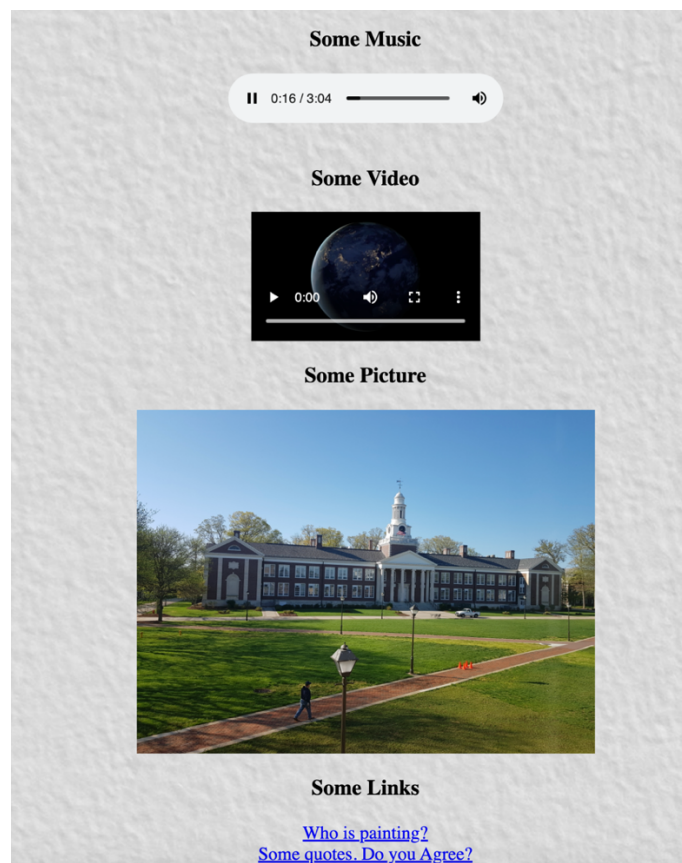 Some Music
0:16 / 3:04
Some Video
0:00
Some Picture
Some Links
Who is painting?
Some quotes. Do you Agree?